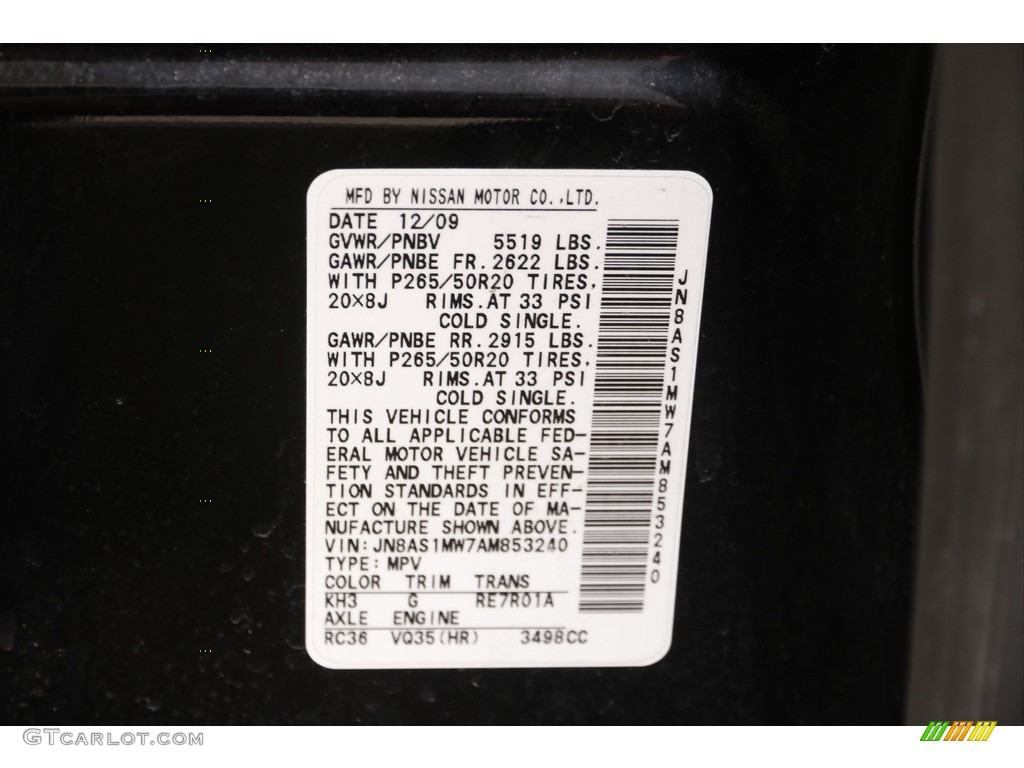 MFD BY NISSAN MOTOR CO.,LTD.
DATE 12/09
GVWR/PNBV 5519 LBS.
GAWR/PNBE FR. 2622 LBS.
WITH P265/50R20 TIRES,
20×8J RIMS.AT 33 PSI
COLD SINGLE.
GAWR/PNBE RR. 2915 LBS.
WITH P265/50R20 TIRES,
20×8J RIMS.AT 33 PSI
COLD SINGLE.
THIS VEHICLE CONFORMS
TO ALL APPLICABLE FED-
ERAL MOTOR VEHICLE SA-
FETY AND THEFT PREVEN-
TION STANDARDS IN EFF-
ECT ON THE DATE OF MA-
NUFACTURE SHOWN ABOVE.
VIN: JN8AS1MW7AM853240
TYPE: MPV
COLOR TRIM TRANS
KH3 G RE7R01A
AXLE ENGINE
RC36 VQ35(HR) 3498CC
JN8AS1MW7AM853240
GTCarlot.com